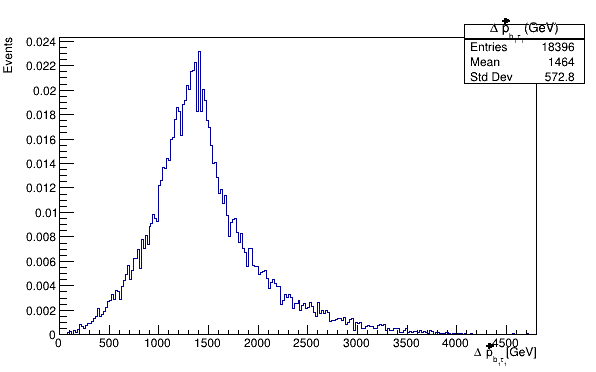 Δ p⃗ b₁τ₁ (GeV)
Entries 18396
Mean 1464
Std Dev 572.8
Events
0.024
0.022
0.02
0.018
0.016
0.014
0.012
0.01
0.008
0.006
0.004
0.002
0
0 500 1000 1500 2000 2500 3000 3500 4000 4500
Δ p⃗ b₁τ₁ [GeV]